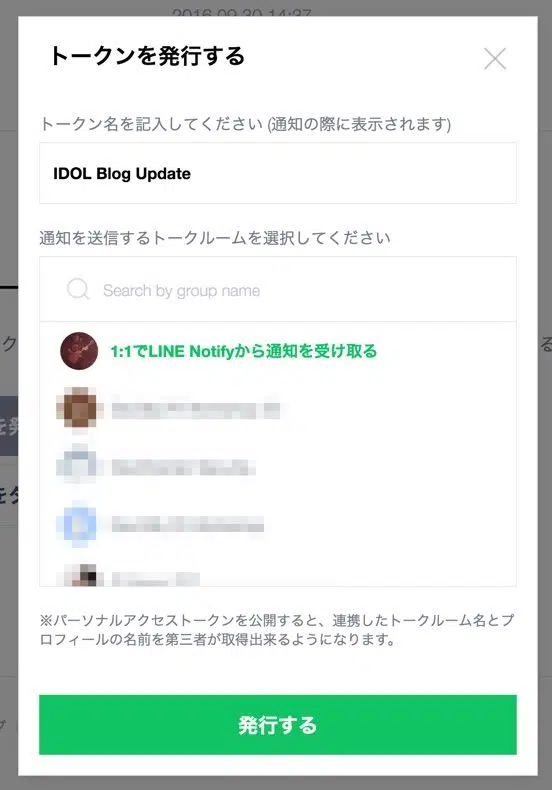 2016.09.30 14:37
トークンを発行する
トークン名を記入してください (通知の際に表示されます)
IDOL Blog Update
通知を送信するトークルームを選択してください
Search by group name
1:1でLINE Notifyから通知を受け取る
※パーソナルアクセストークンを公開すると、連携したトークルーム名とプ
ロフィールの名前を第三者が取得出来るようになります。
発行する